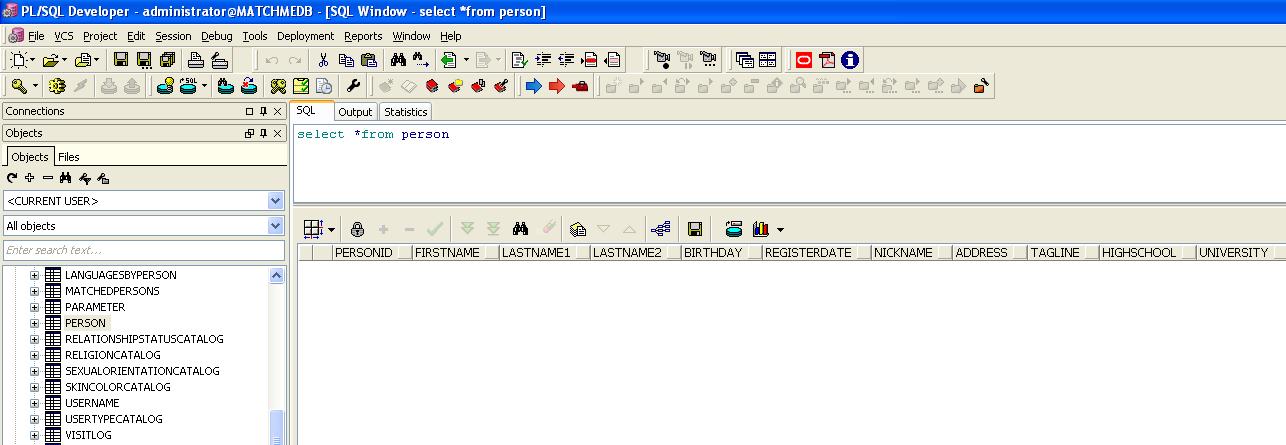 PL/SQL Developer - administrator@MATCHMEDB - [SQL Window - select *from person]
File VCS Project Edit Session Debug Tools Deployment Reports Window Help
Connections
Objects
Objects Files
<CURRENT USER>
All objects
Enter search text...
LANGUAGESBYPERSON
MATCHEDPERSONS
PARAMETER
PERSON
RELATIONSHIPSTATUSCATALOG
RELIGIONCATALOG
SEXUALORIENTATIONCATALOG
SKINCOLORCATALOG
USERNAME
USERTYPECATALOG
VISITLOG
SQL Output Statistics
select *from person
PERSONID FIRSTNAME LASTNAME1 LASTNAME2 BIRTHDAY REGISTERDATE NICKNAME ADDRESS TAGLINE HIGHSCHOOL UNIVERSITY